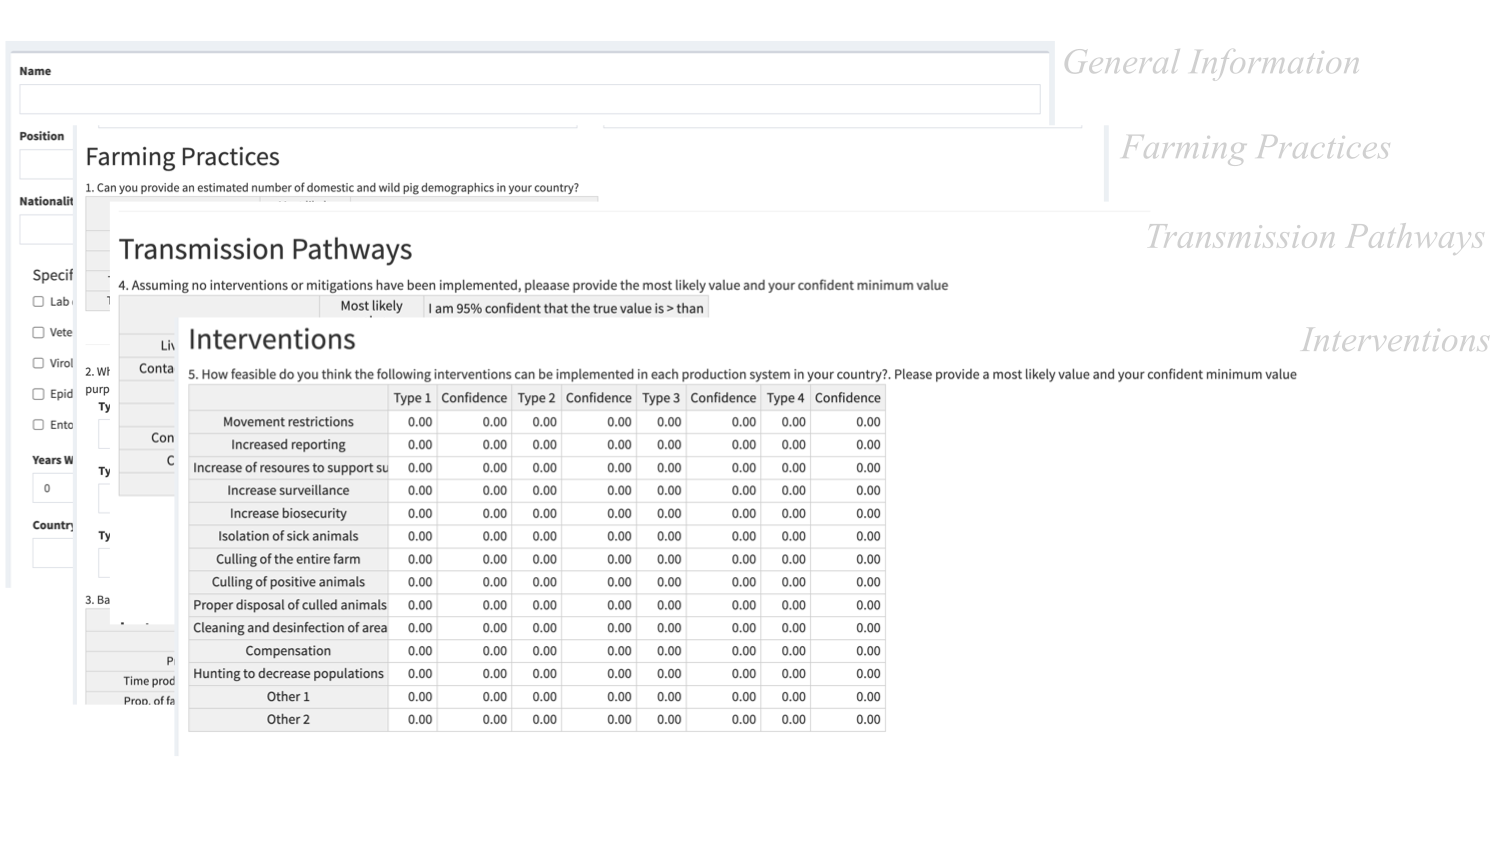 General Information
Name
Position
Farming Practices
Farming Practices
1. Can you provide an estimated number of domestic and wild pig demographics in your country?
Transmission Pathways
Transmission Pathways
4. Assuming no interventions or mitigations have been implemented, pleaase provide the most likely value and your confident minimum value
Most likely
I am 95% confident that the true value is > than
Interventions
Interventions
5. How feasible do you think the following interventions can be implemented in each production system in your country?. Please provide a most likely value and your confident minimum value
Type 1 Confidence Type 2 Confidence Type 3 Confidence Type 4 Confidence
Movement restrictions 0.00 0.00 0.00 0.00 0.00 0.00 0.00 0.00
Increased reporting 0.00 0.00 0.00 0.00 0.00 0.00 0.00 0.00
Increase of resoures to support su 0.00 0.00 0.00 0.00 0.00 0.00 0.00 0.00
Increase surveillance 0.00 0.00 0.00 0.00 0.00 0.00 0.00 0.00
Increase biosecurity 0.00 0.00 0.00 0.00 0.00 0.00 0.00 0.00
Isolation of sick animals 0.00 0.00 0.00 0.00 0.00 0.00 0.00 0.00
Culling of the entire farm 0.00 0.00 0.00 0.00 0.00 0.00 0.00 0.00
Culling of positive animals 0.00 0.00 0.00 0.00 0.00 0.00 0.00 0.00
Proper disposal of culled animals 0.00 0.00 0.00 0.00 0.00 0.00 0.00 0.00
Cleaning and desinfection of area 0.00 0.00 0.00 0.00 0.00 0.00 0.00 0.00
Compensation 0.00 0.00 0.00 0.00 0.00 0.00 0.00 0.00
Hunting to decrease populations 0.00 0.00 0.00 0.00 0.00 0.00 0.00 0.00
Other 1 0.00 0.00 0.00 0.00 0.00 0.00 0.00 0.00
Other 2 0.00 0.00 0.00 0.00 0.00 0.00 0.00 0.00
Nationalit
Specif
Lab
Vete
Virol
Epid
Ento
Years W
0
Country
2. Wh
purp
Ty
Ty
Ty
3. Ba
Time prod
Prop. of fa
Liv
Conta
Con
C